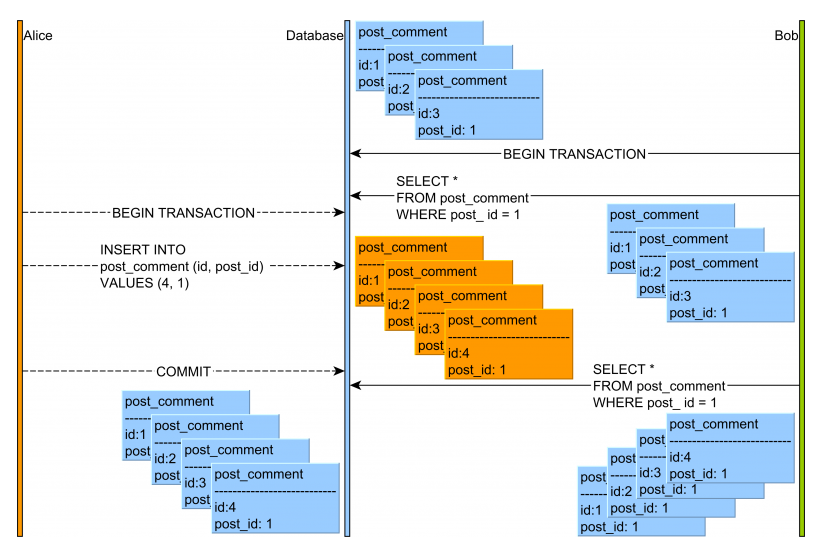 Alice
Database
Bob
post_comment
------
id:1
post
post_comment
------
id:2
post
post_comment
----------------------------
id:3
post_id: 1
BEGIN TRANSACTION
SELECT *
FROM post_comment
WHERE post_ id = 1
BEGIN TRANSACTION
post_comment
------
id:1
post
post_comment
------
id:2
post
post_comment
----------------------------
id:3
post_id: 1
INSERT INTO
post_comment (id, post_id)
VALUES (4, 1)
post_comment
------
id:1
post
post_comment
------
id:2
post
post_comment
------
id:3
post
post_comment
----------------------------
id:4
post_id: 1
COMMIT
SELECT *
FROM post_comment
WHERE post_ id = 1
post_comment
------
id:1
post
post_comment
------
id:2
post
post_comment
------
id:3
post
post_comment
----------------------------
id:4
post_id: 1
post_comment
----------------------------
id:4
post_id: 1
post
------
id:3
post_id: 1
post
------
id:2
post_id: 1
post
------
id:1
post_id: 1